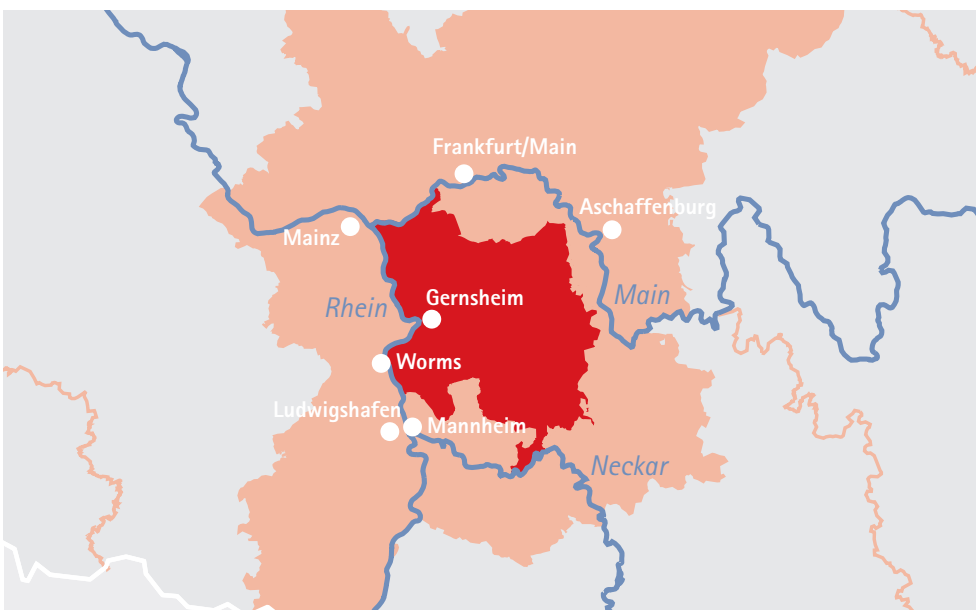 Frankfurt/Main
Aschaffenburg
Mainz
Rhein
Gernsheim
Main
Worms
Ludwigshafen
Mannheim
Neckar